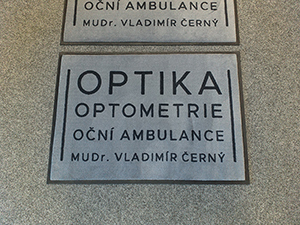 OČNÍ AMBULANCE
MUDr. VLADIMÍR ČERNÝ
OPTIKA
OPTOMETRIE
OČNÍ AMBULANCE
MUDr. VLADIMÍR ČERNÝ